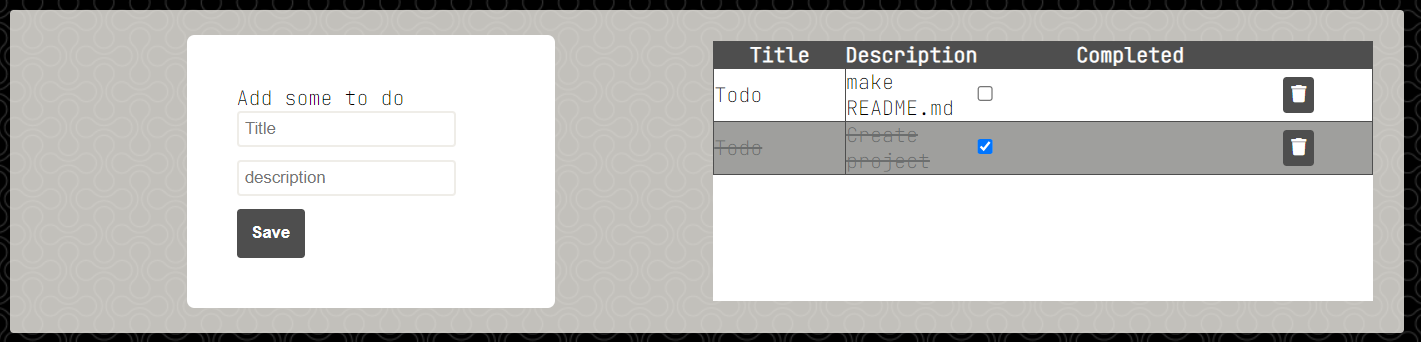 Add some to do
Title
description
Save
Title Description Completed
Todo make
README.md
Todo Create
project